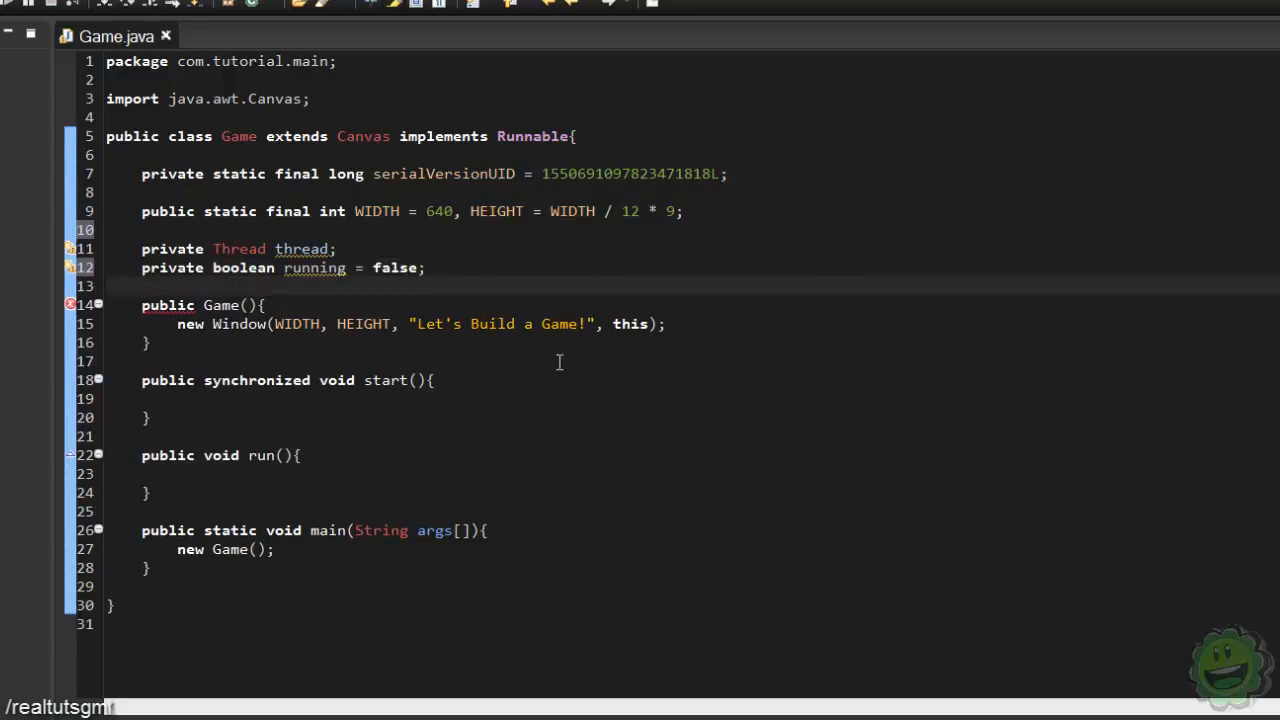 Game.java
1 package com.tutorial.main;
2
3 import java.awt.Canvas;
4
5 public class Game extends Canvas implements Runnable{
6
7 private static final long serialVersionUID = 1550691097823471818L;
8
9 public static final int WIDTH = 640, HEIGHT = WIDTH / 12 * 9;
10
11 private Thread thread;
12 private boolean running = false;
13
14 public Game(){
15 new Window(WIDTH, HEIGHT, "Let's Build a Game!", this);
16 }
17
18 public synchronized void start(){
19
20 }
21
22 public void run(){
23
24 }
25
26 public static void main(String args[]){
27 new Game();
28 }
29
30 }
31
/realtutsgm